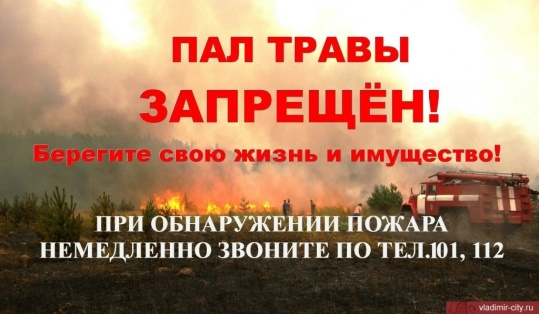 ПАЛ ТРАВЫ
ЗАПРЕЩЁН!
Берегите свою жизнь и имущество!
ПРИ ОБНАРУЖЕНИИ ПОЖАРА
НЕМЕДЛЕННО ЗВОНИТЕ ПО ТЕЛ.101, 112
vladimir-city.ru